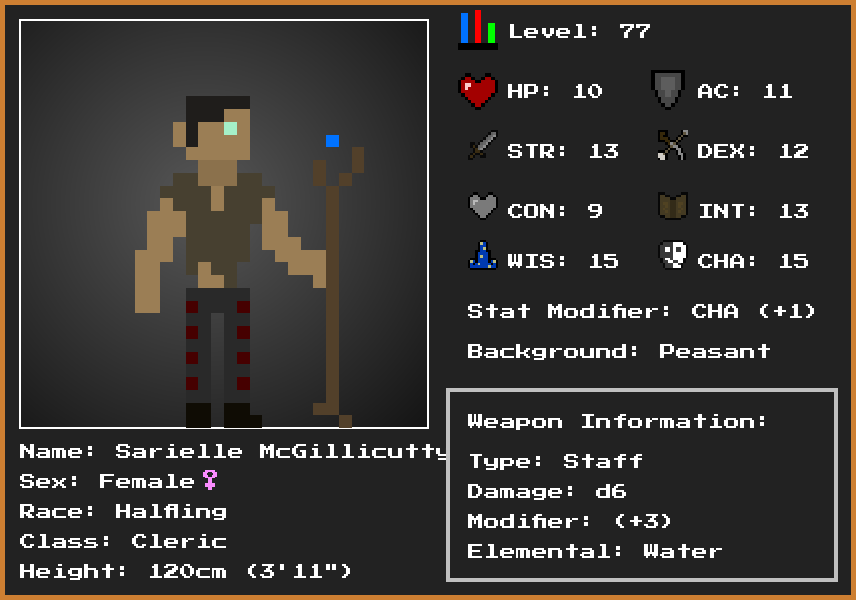 Level: 77
HP: 10 AC: 11
STR: 13 DEX: 12
CON: 9 INT: 13
WIS: 15 CHA: 15
Stat Modifier: CHA (+1)
Background: Peasant
Weapon Information:
Type: Staff
Damage: d6
Modifier: (+3)
Elemental: Water
Name: Sarielle McGillicutty
Sex: Female♀
Race: Halfling
Class: Cleric
Height: 120cm (3'11")